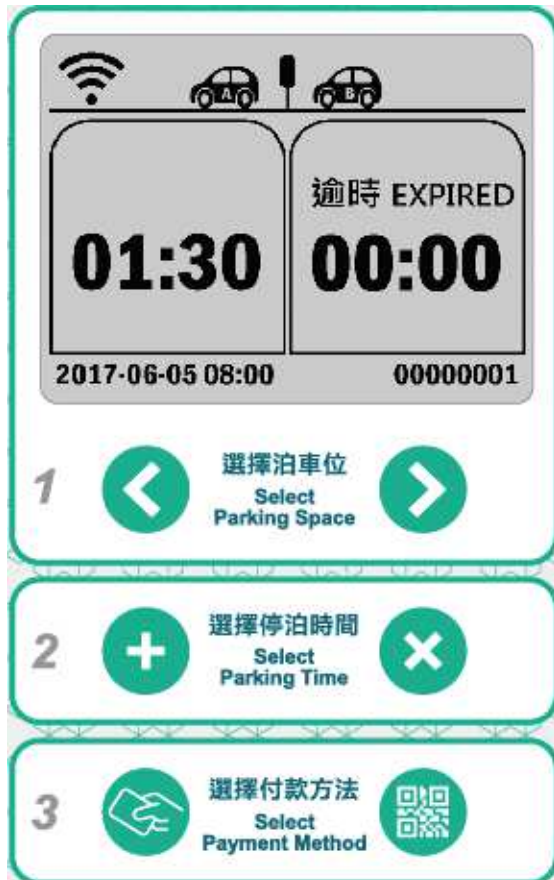 A
B
逾時 EXPIRED
01:30
00:00
2017-06-05 08:00
00000001
1
選擇泊車位
Select
Parking Space
2
選擇停泊時間
Select
Parking Time
3
選擇付款方法
Select
Payment Method